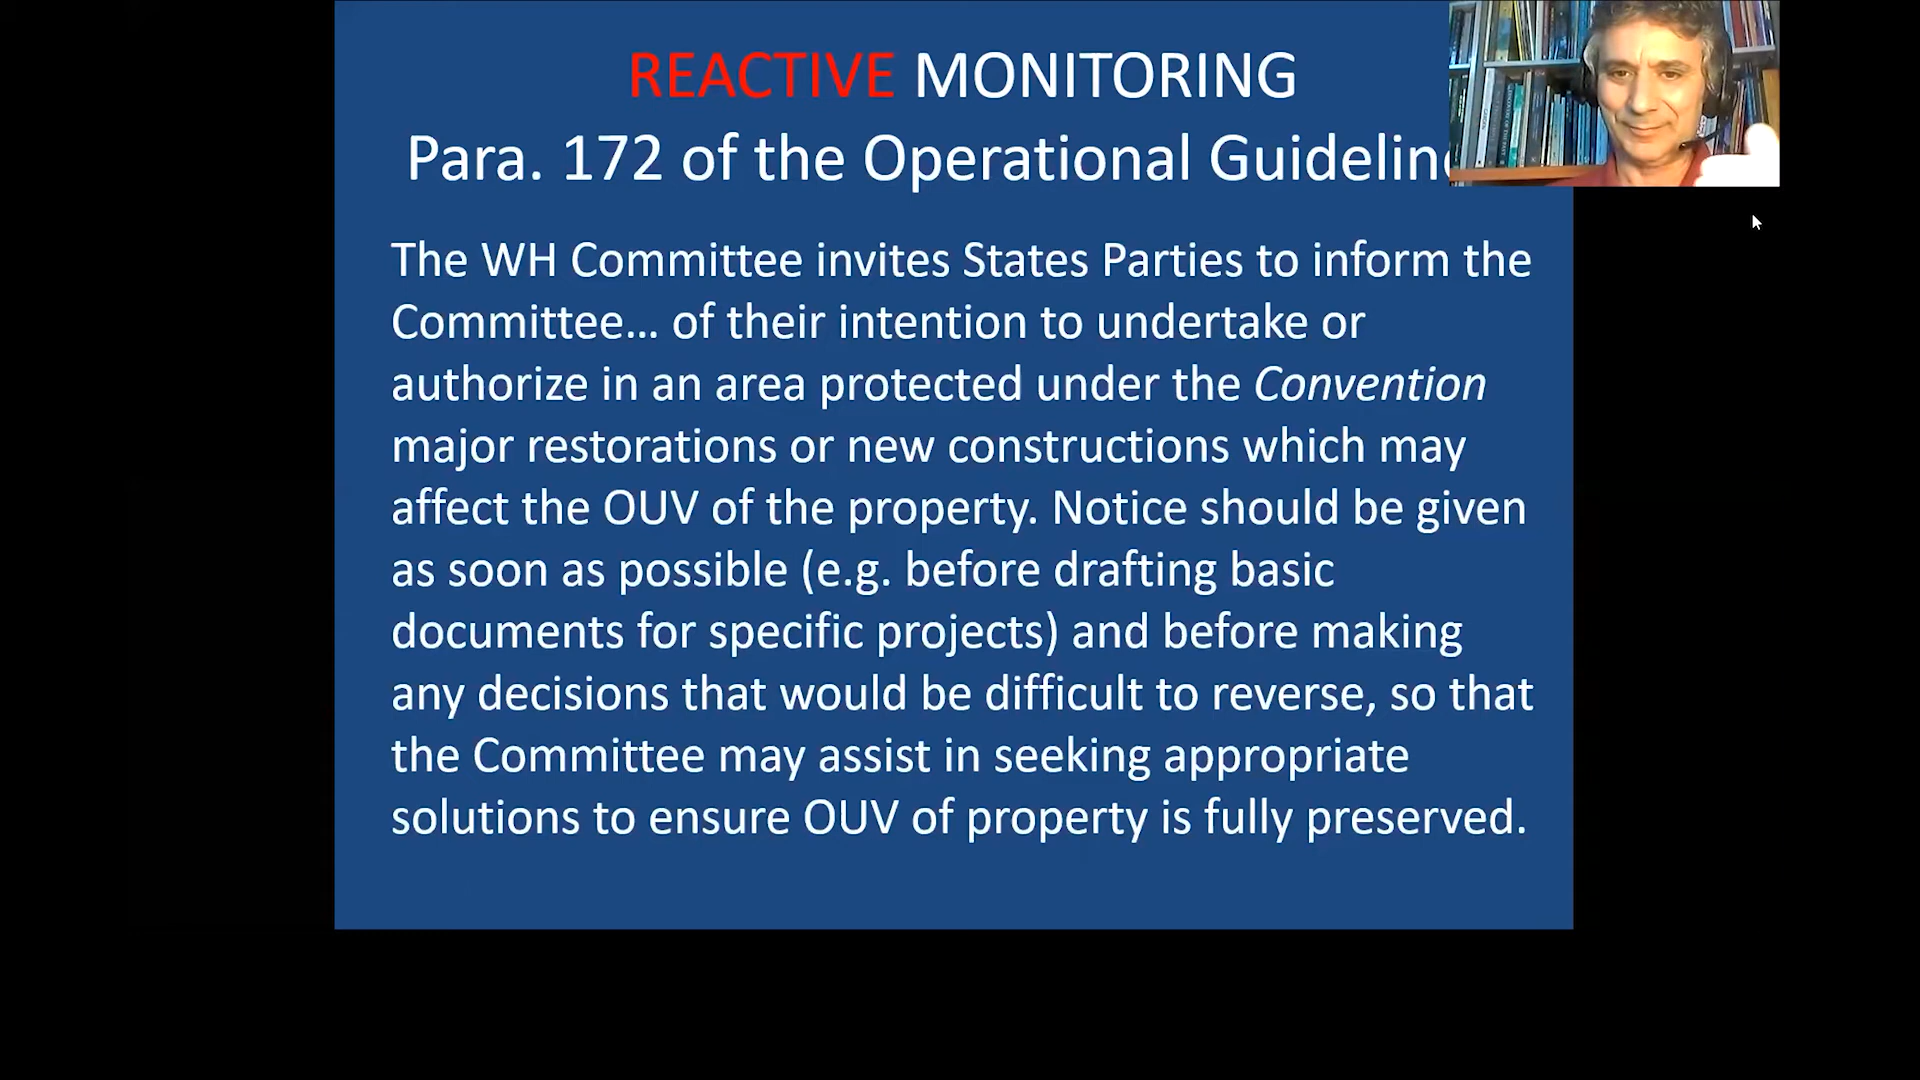 REACTIVE MONITORING
Para. 172 of the Operational
The WH Committee invites States Parties to inform the
Committee... of their intention to undertake or
authorize in an area protected under the Convention
major restorations or new constructions which may
affect the OUV of the property. Notice should be given
as soon as possible (e.g. before drafting basic
documents for specific projects) and before making
any decisions that would be difficult to reverse, so that
the Committee may assist in seeking appropriate
solutions to ensure OUV of property is fully preserved.